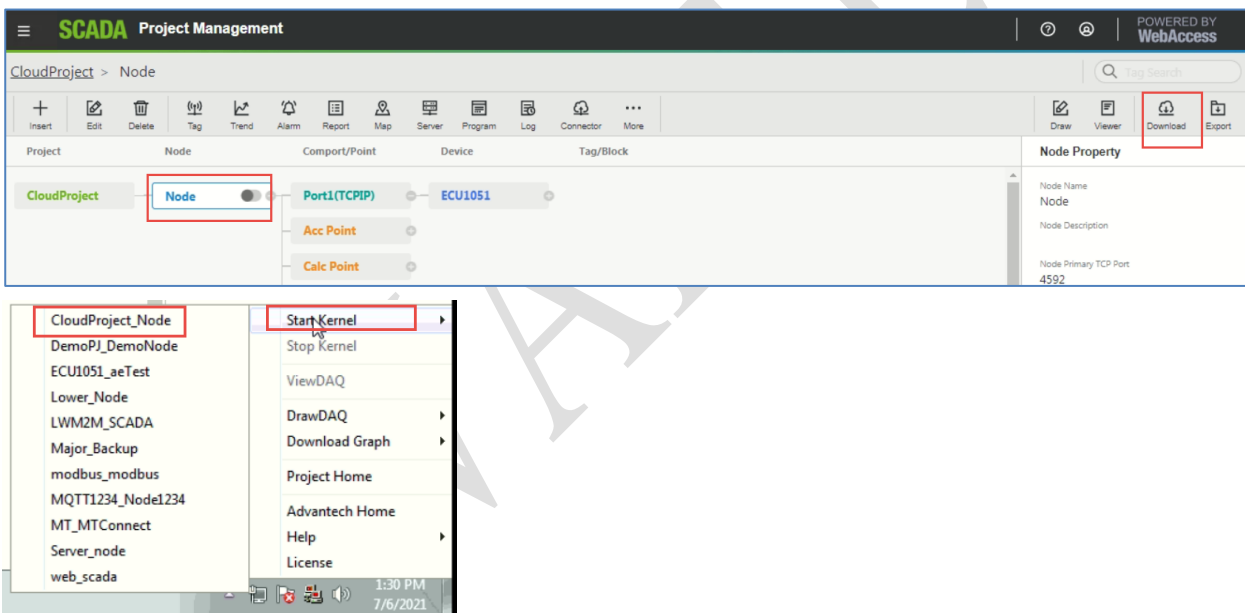 SCADA Project Management
POWERED BY
WebAccess
CloudProject > Node
Tag Search
Insert Edit Delete Tag Trend Alarm Report Map Server Program Log Connector More
Draw Viewer Download Export
Project Node Comport/Point Device Tag/Block
Node Property
CloudProject Node Port1(TCPIP) ECU1051
Acc Point
Calc Point
Node Name
Node
Node Description
Node Primary TCP Port
4592
CloudProject_Node
DemoPJ_DemoNode
ECU1051_aeTest
Lower_Node
LWM2M_SCADA
Major_Backup
modbus_modbus
MQTT1234_Node1234
MT_MTConnect
Server_node
web_scada
Start Kernel
Stop Kernel
ViewDAQ
DrawDAQ
Download Graph
Project Home
Advantech Home
Help
License
1:30 PM
7/6/2021